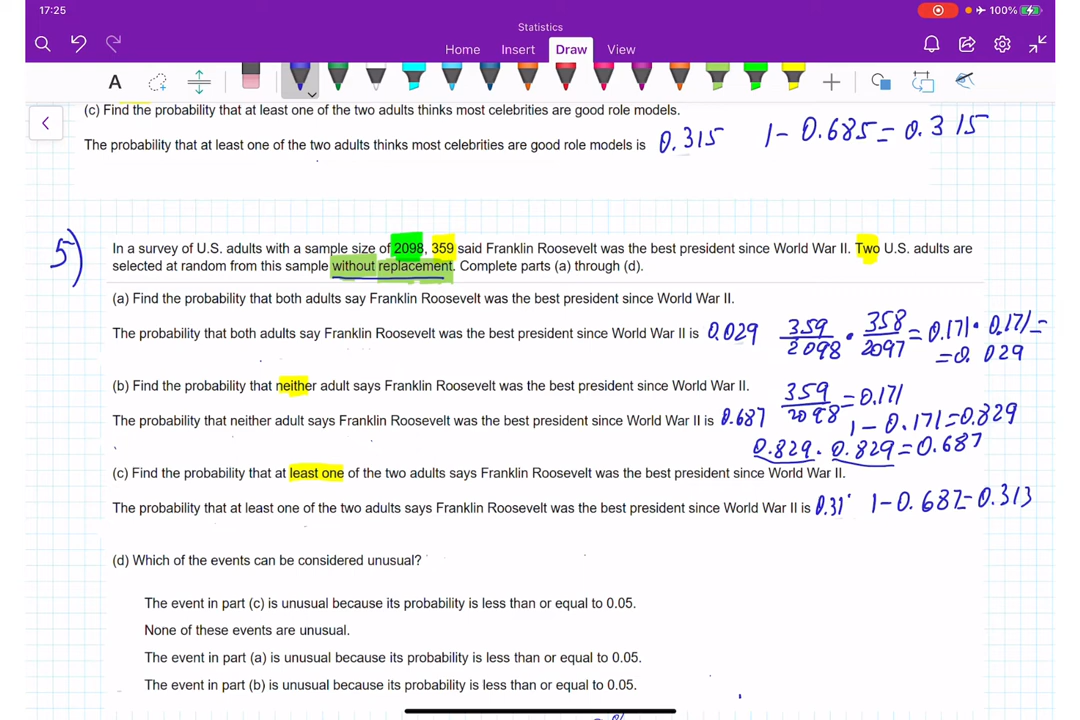 17:25
100%
Statistics
Home Insert Draw View
(c) Find the probability that at least one of the two adults thinks most celebrities are good role models.
The probability that at least one of the two adults thinks most celebrities are good role models is 0.315 1-0.685=0.315
5)
In a survey of U.S. adults with a sample size of 2098, 359 said Franklin Roosevelt was the best president since World War II. Two U.S. adults are
selected at random from this sample without replacement. Complete parts (a) through (d).
(a) Find the probability that both adults say Franklin Roosevelt was the best president since World War II.
The probability that both adults say Franklin Roosevelt was the best president since World War II is 0.029 359/2098 · 358/2097 = 0.171 · 0.171 =
=0.029
(b) Find the probability that neither adult says Franklin Roosevelt was the best president since World War II.
359/2098 = 0.171
The probability that neither adult says Franklin Roosevelt was the best president since World War II is 0.687 1-0.171=0.829
0.829 · 0.829 = 0.687
(c) Find the probability that at least one of the two adults says Franklin Roosevelt was the best president since World War II.
The probability that at least one of the two adults says Franklin Roosevelt was the best president since World War II is 0.31 1-0.687=0.313
(d) Which of the events can be considered unusual?
The event in part (c) is unusual because its probability is less than or equal to 0.05.
None of these events are unusual.
The event in part (a) is unusual because its probability is less than or equal to 0.05.
The event in part (b) is unusual because its probability is less than or equal to 0.05.